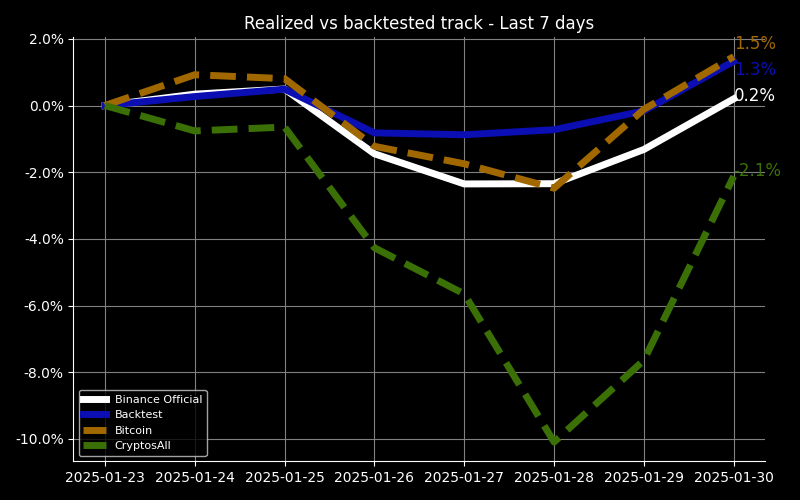 Realized vs backtested track - Last 7 days
2.0%
0.0%
-2.0%
-4.0%
-6.0%
-8.0%
-10.0%
1.5%
1.3%
0.2%
-2.1%
Binance Official
Backtest
Bitcoin
CryptosAll
2025-01-23 2025-01-24 2025-01-25 2025-01-26 2025-01-27 2025-01-28 2025-01-29 2025-01-30